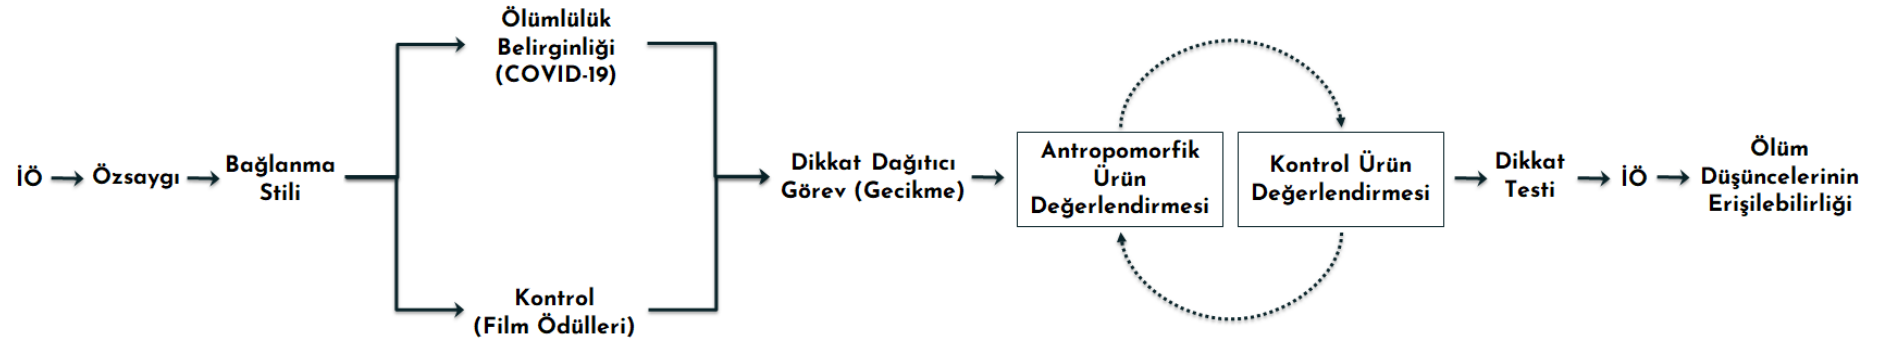 İÖ
Özsaygı
Bağlanma
Stili
Ölümlülük
Belirginliği
(COVID-19)
Kontrol
(Film Ödülleri)
Dikkat Dağıtıcı
Görev (Gecikme)
Antropomorfik
Ürün
Değerlendirmesi
Kontrol Ürün
Değerlendirmesi
Dikkat
Testi
İÖ
Ölüm
Düşüncelerinin
Erişilebilirliği